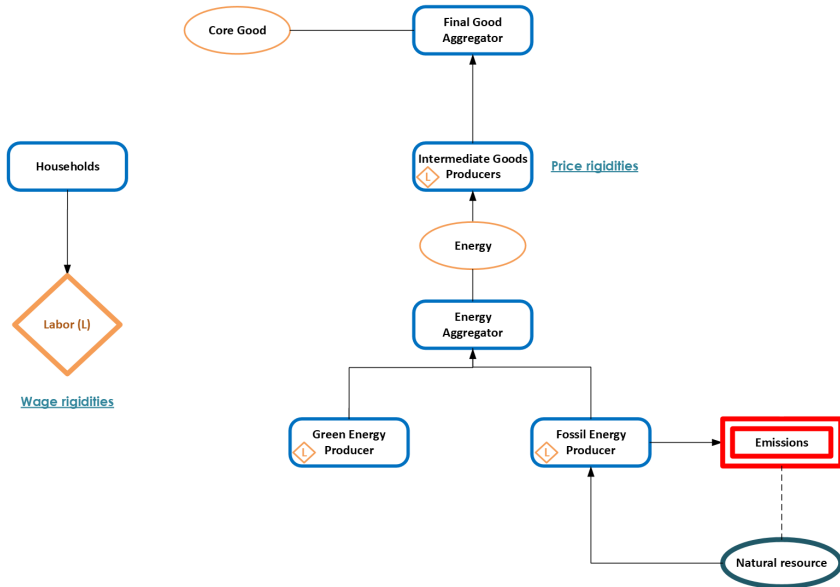 Core Good
Final Good
Aggregator
Households
Intermediate Goods
Producers
L
Price rigidities
Energy
Labor (L)
Energy
Aggregator
Wage rigidities
Green Energy
Producer
L
Fossil Energy
Producer
L
Emissions
Natural resource